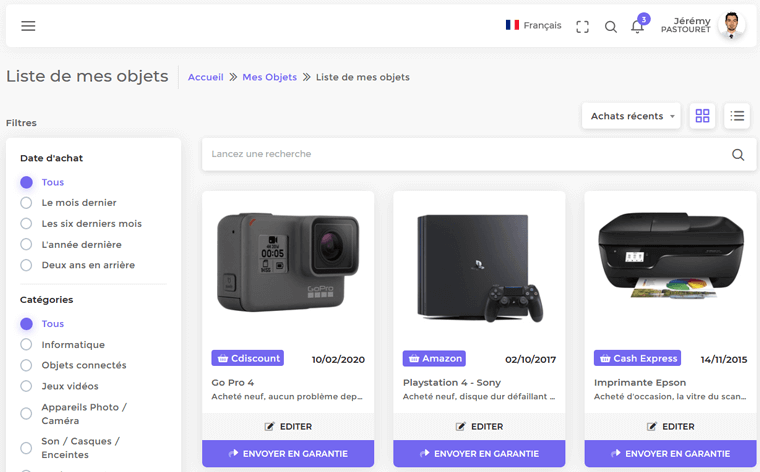 Français
3
Jérémy
PASTOURET
Liste de mes objets
Accueil >> Mes Objets >> Liste de mes objets
Filtres
Achats récents
Date d'achat
Tous
Le mois dernier
Les six derniers mois
L'année dernière
Deux ans en arrière
Catégories
Tous
Informatique
Objets connectés
Jeux vidéos
Appareils Photo /
Caméra
Son / Casques /
Enceintes
Lancez une recherche
00:05
GoPro
Cdiscount 10/02/2020
Go Pro 4
Acheté neuf, aucun problème dep...
EDITER
ENVOYER EN GARANTIE
Amazon 02/10/2017
Playstation 4 - Sony
Acheté neuf, disque dur défaillant ...
EDITER
ENVOYER EN GARANTIE
Cash Express 14/11/2015
Imprimante Epson
Acheté d'occasion, la vitre du scan...
EDITER
ENVOYER EN GARANTIE